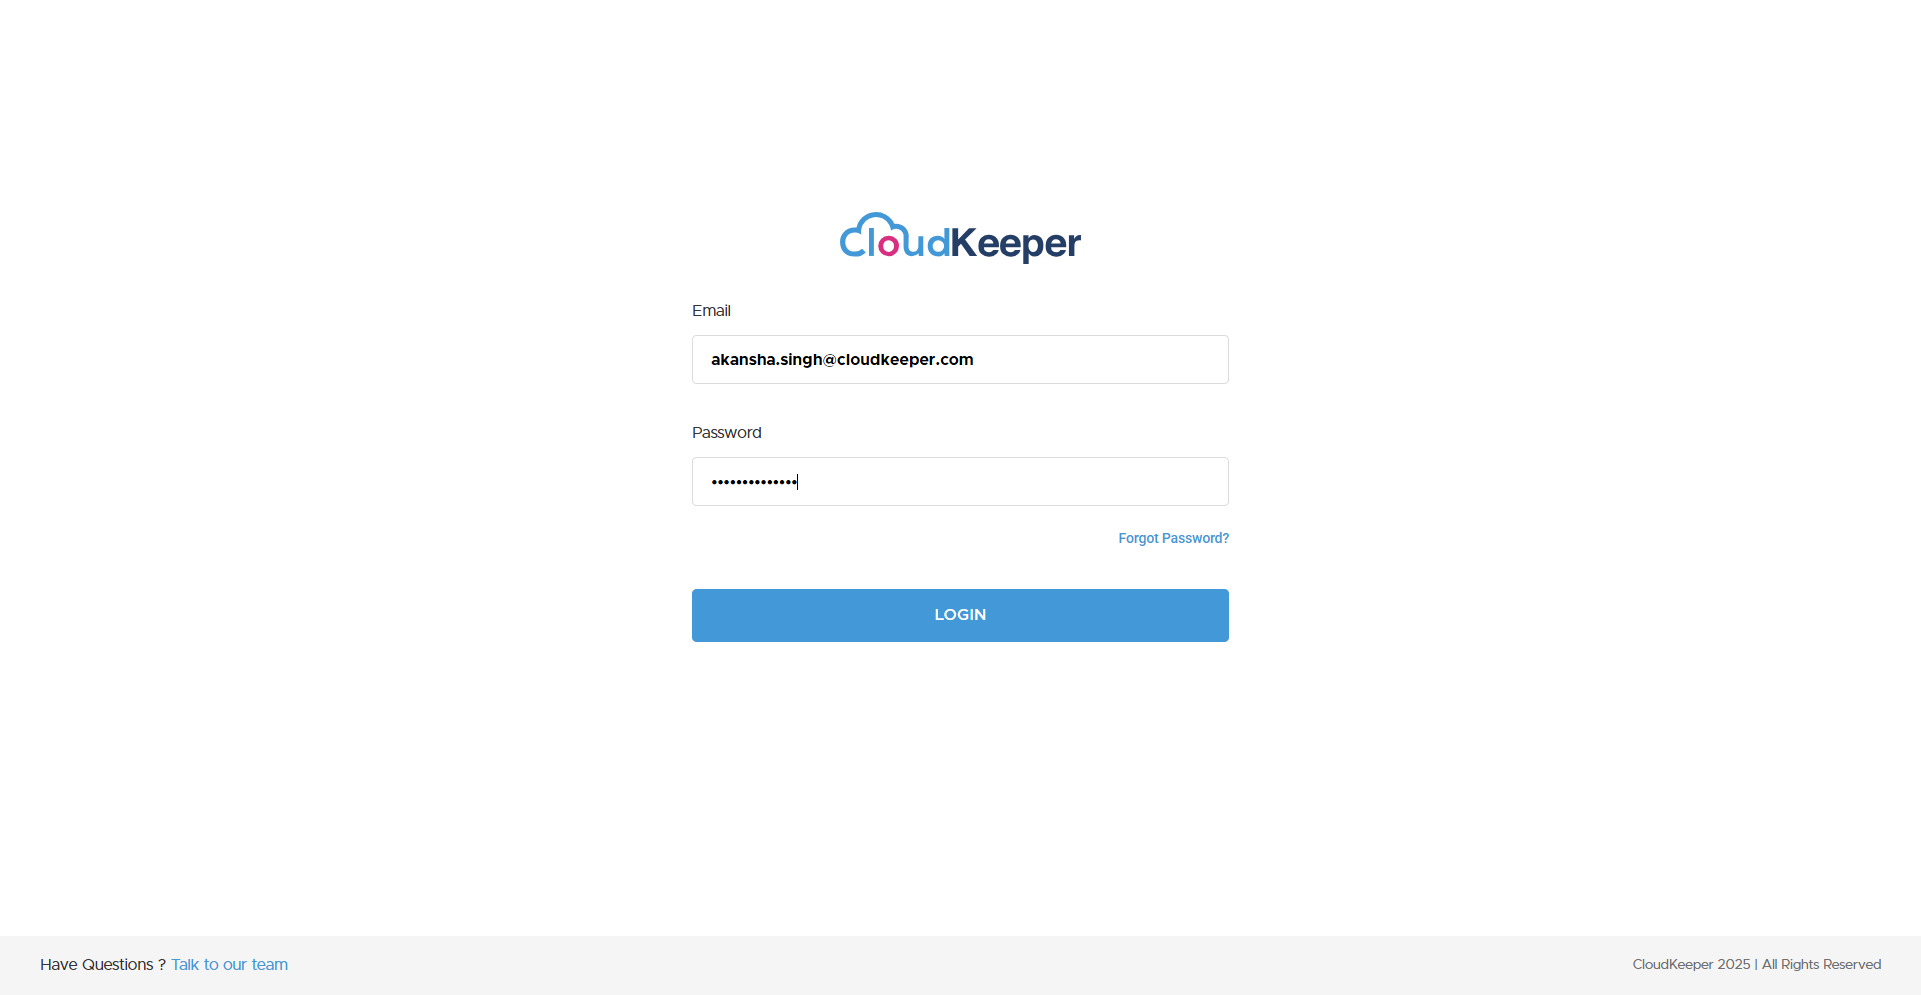 CloudKeeper
Email
akansha.singh@cloudkeeper.com
Password
••••••••••••••
Forgot Password?
LOGIN
Have Questions ? Talk to our team
CloudKeeper 2025 | All Rights Reserved